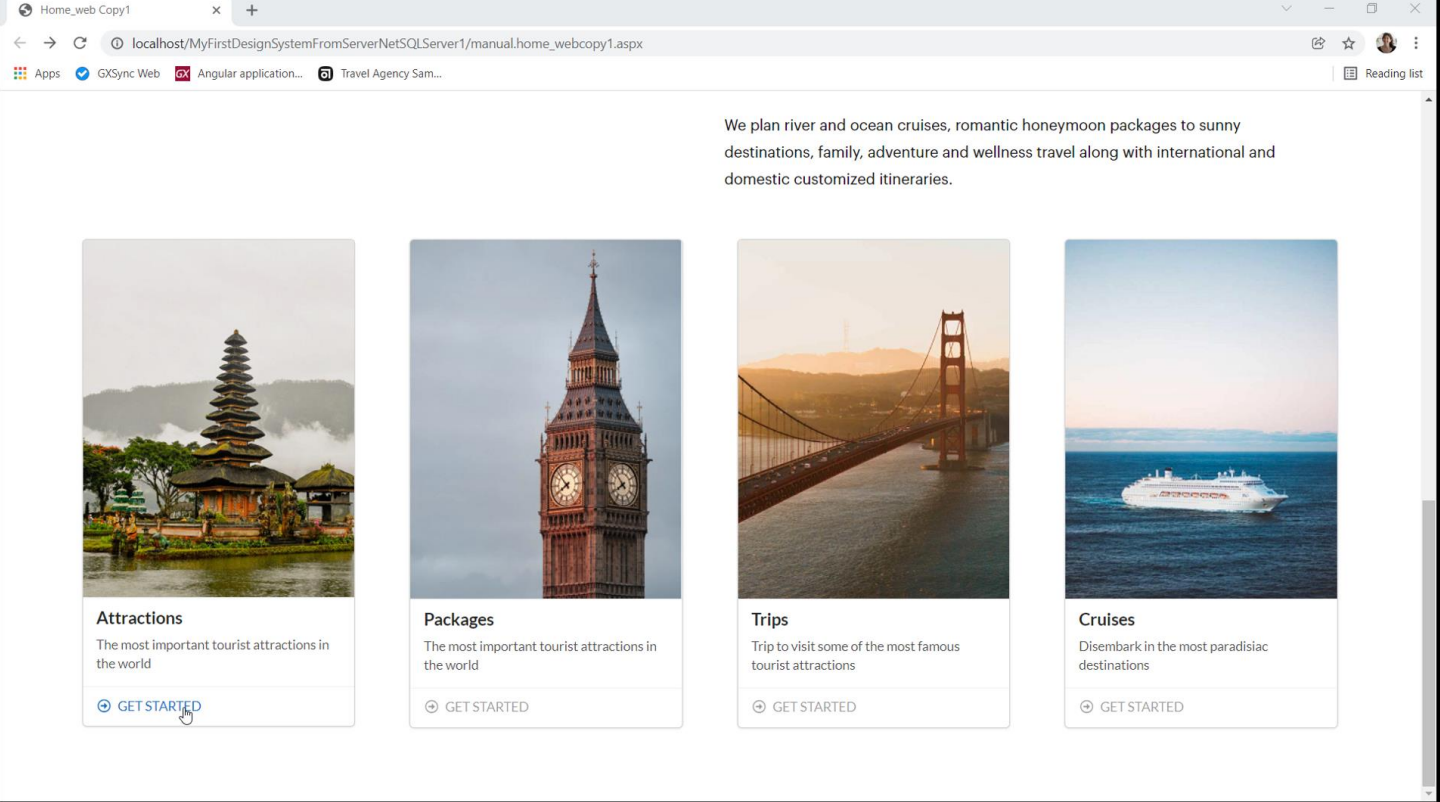 Home_web Copy1
localhost/MyFirstDesignSystemFromServerNetSQLServer1/manual.home_webcopy1.aspx
Apps GXSync Web GX Angular application... Travel Agency Sam... Reading list
We plan river and ocean cruises, romantic honeymoon packages to sunny
destinations, family, adventure and wellness travel along with international and
domestic customized itineraries.
Attractions
The most important tourist attractions in
the world
GET STARTED
Packages
The most important tourist attractions in
the world
GET STARTED
Trips
Trip to visit some of the most famous
tourist attractions
GET STARTED
Cruises
Disembark in the most paradisiac
destinations
GET STARTED